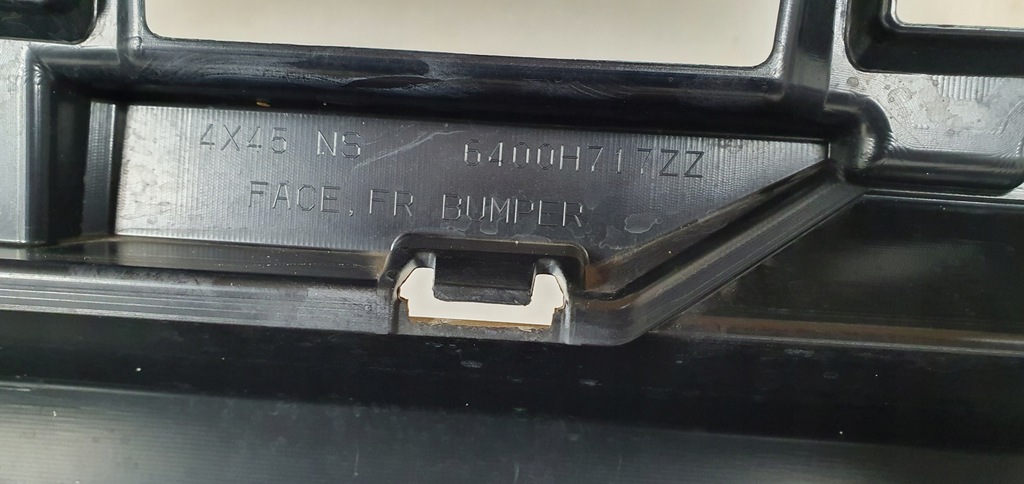 4X45 NS 6400H717ZZ
FACE, FR BUMPER